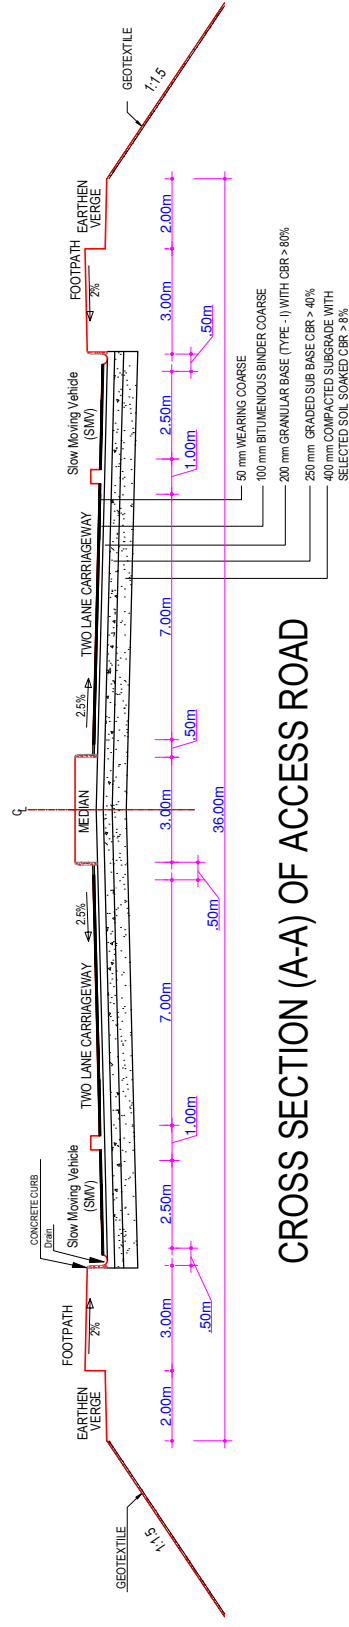 GEOTEXTILE
1:1.5
EARTHEN
VERGE
FOOTPATH
2%
CONCRETE CURB
Drain
Slow Moving Vehicle
(SMV)
TWO LANE CARRIAGEWAY
2.5%
CL
MEDIAN
2.5%
TWO LANE CARRIAGEWAY
Slow Moving Vehicle
(SMV)
FOOTPATH
2%
EARTHEN
VERGE
GEOTEXTILE
1:1.5
2.00m
3.00m
.50m
2.50m
1.00m
7.00m
.50m
3.00m
.50m
7.00m
1.00m
2.50m
.50m
3.00m
2.00m
36.00m
50 mm WEARING COARSE
100 mm BITUMENIOUS BINDER COARSE
200 mm GRANULAR BASE (TYPE - I) WITH CBR > 80%
250 mm GRADED SUB BASE CBR > 40%
400 mm COMPACTED SUBGRADE WITH
SELECTED SOIL SOAKED CBR > 8%
CROSS SECTION (A-A) OF ACCESS ROAD